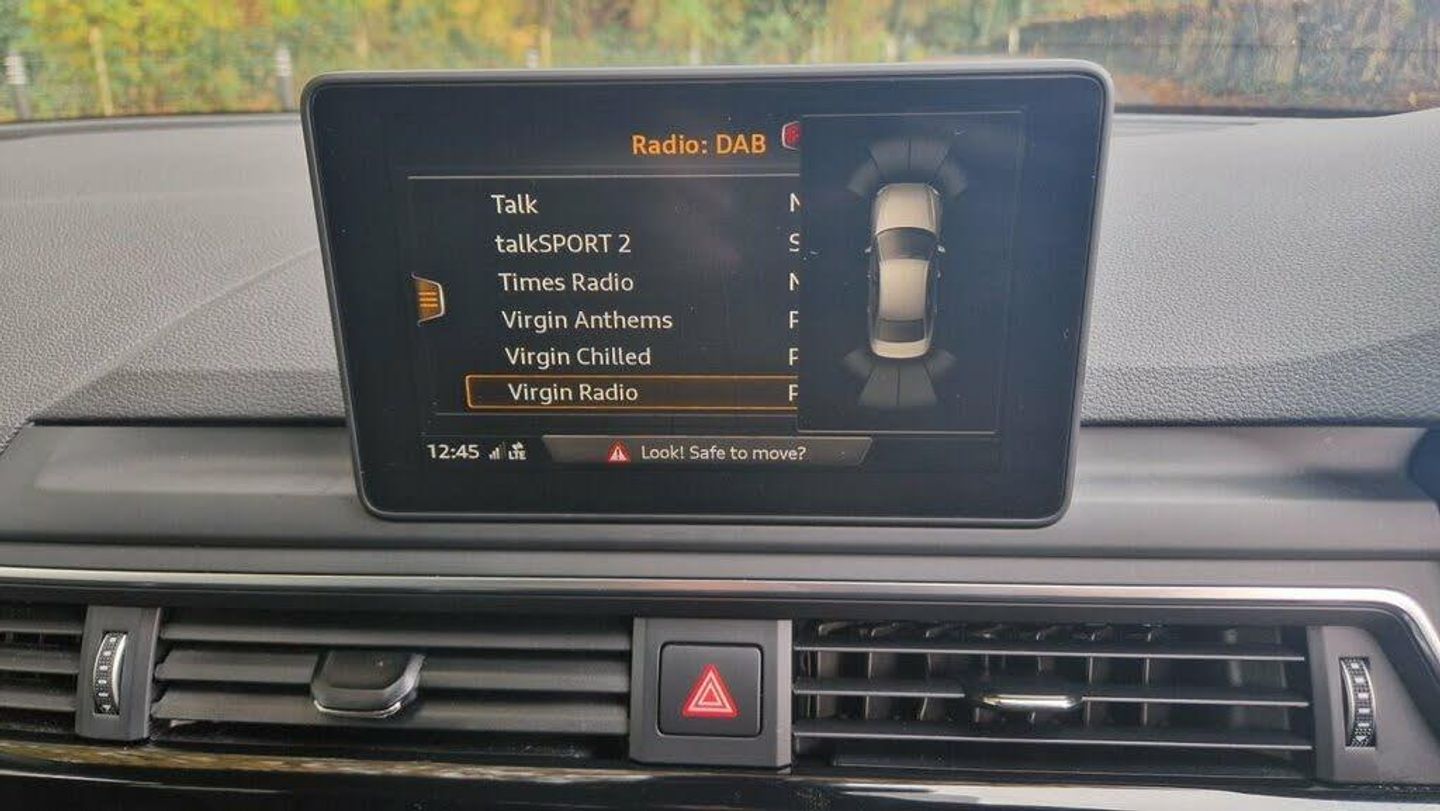 Radio: DAB
Talk N
talkSPORT 2 S
Times Radio N
Virgin Anthems P
Virgin Chilled P
Virgin Radio P
12:45 LTE Look! Safe to move?